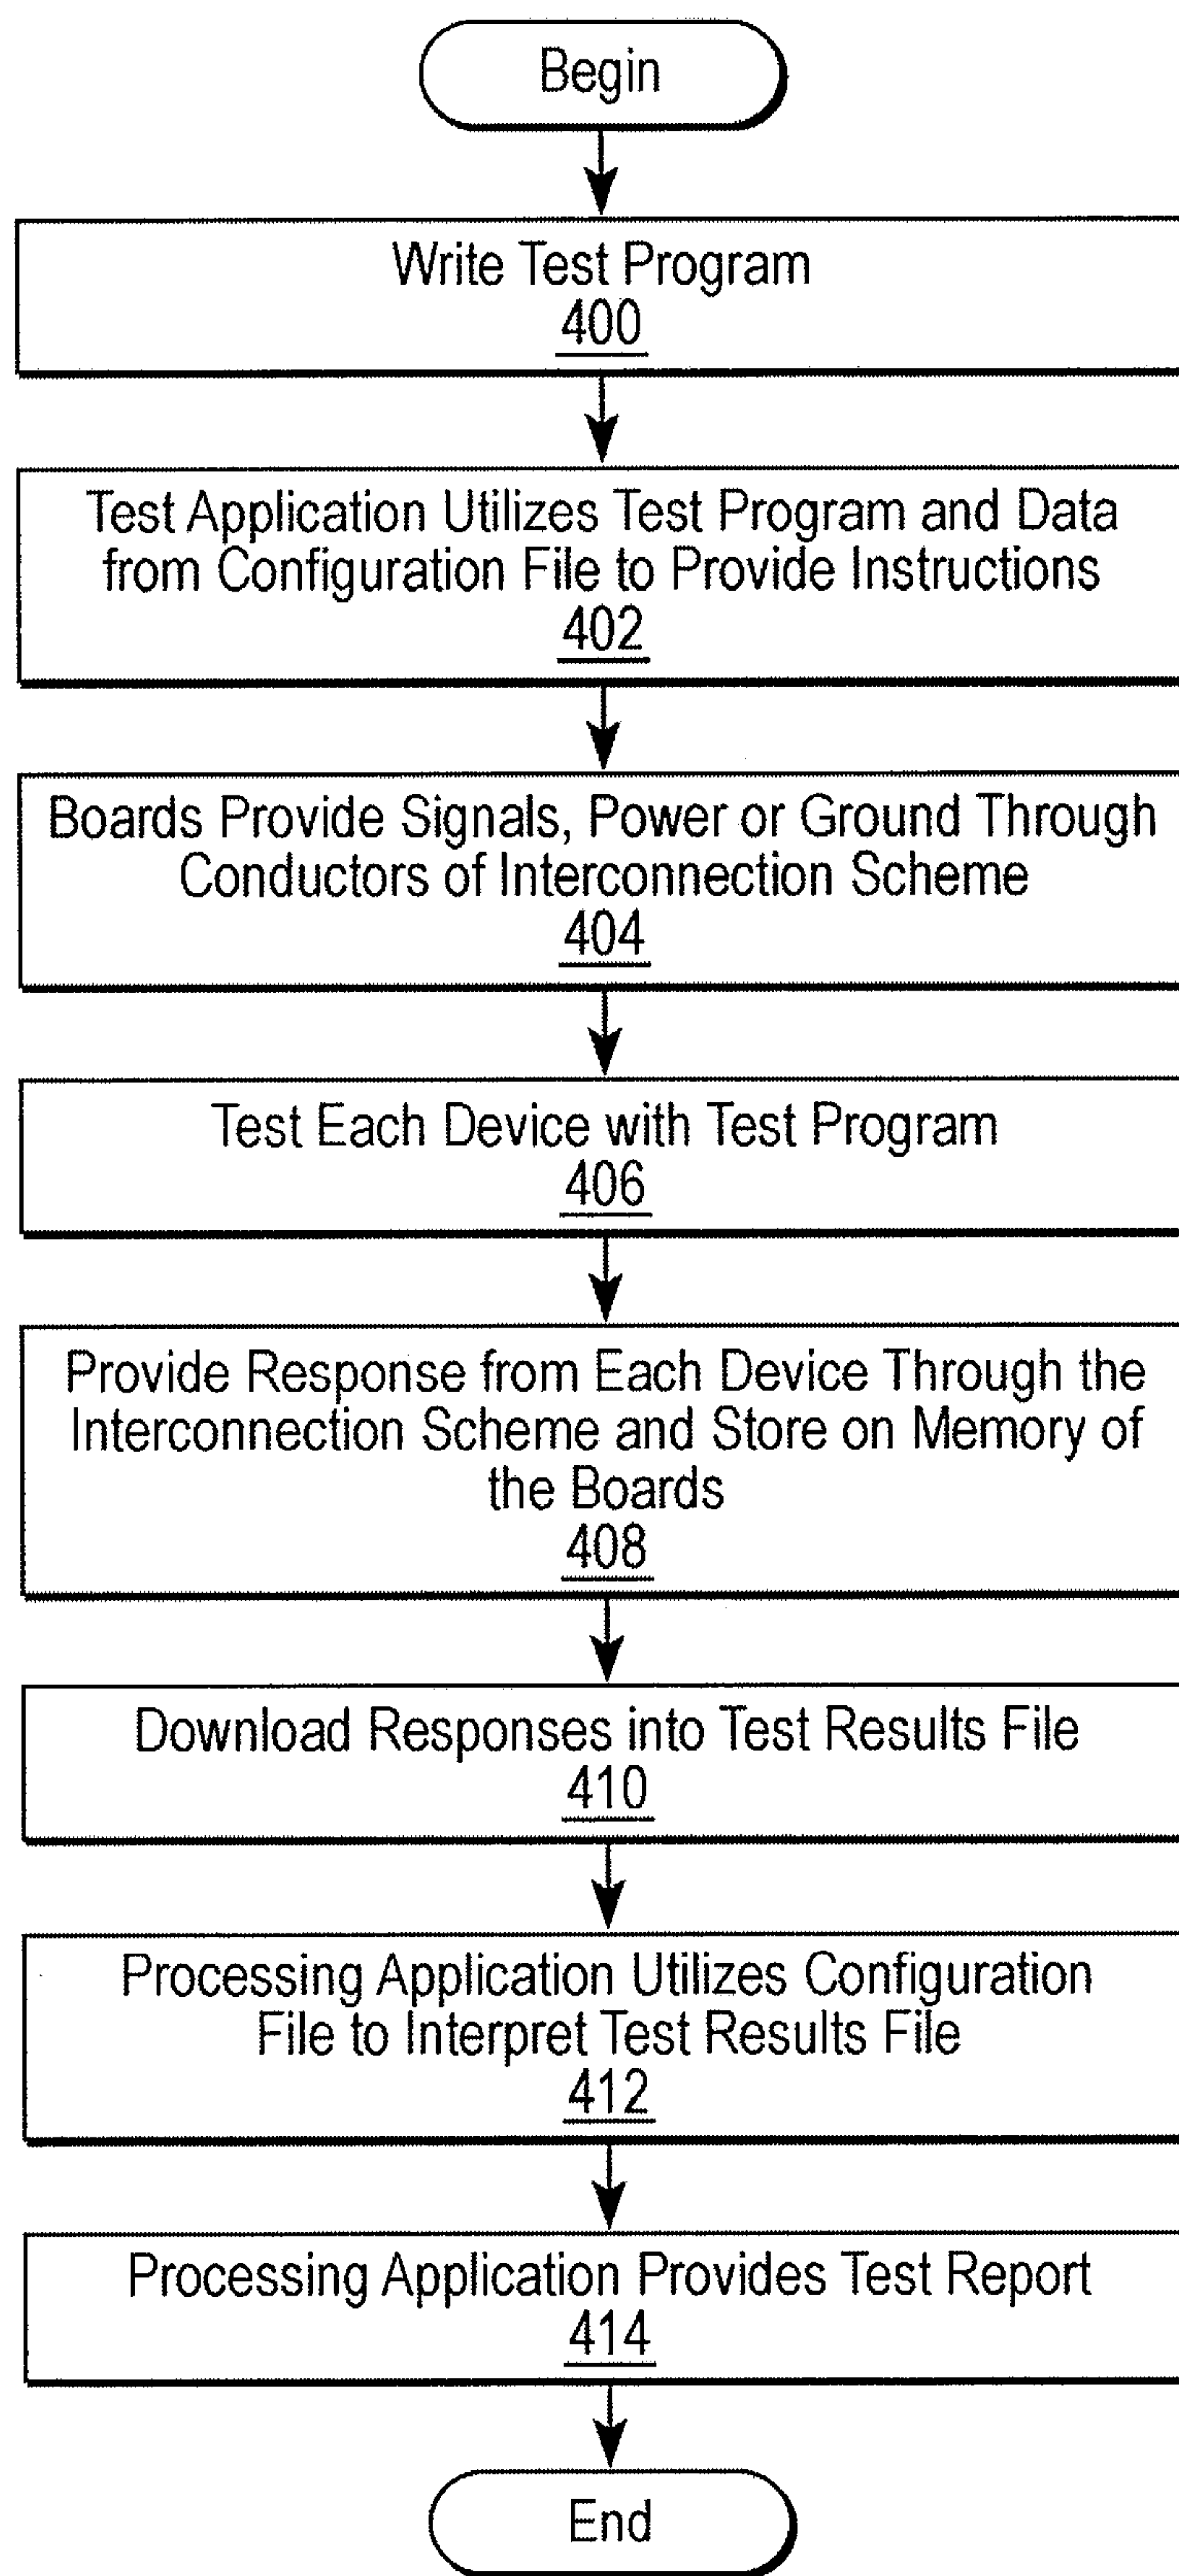 Begin
Write Test Program
400
Test Application Utilizes Test Program and Data
from Configuration File to Provide Instructions
402
Boards Provide Signals, Power or Ground Through
Conductors of Interconnection Scheme
404
Test Each Device with Test Program
406
Provide Response from Each Device Through the
Interconnection Scheme and Store on Memory of
the Boards
408
Download Responses into Test Results File
410
Processing Application Utilizes Configuration
File to Interpret Test Results File
412
Processing Application Provides Test Report
414
End